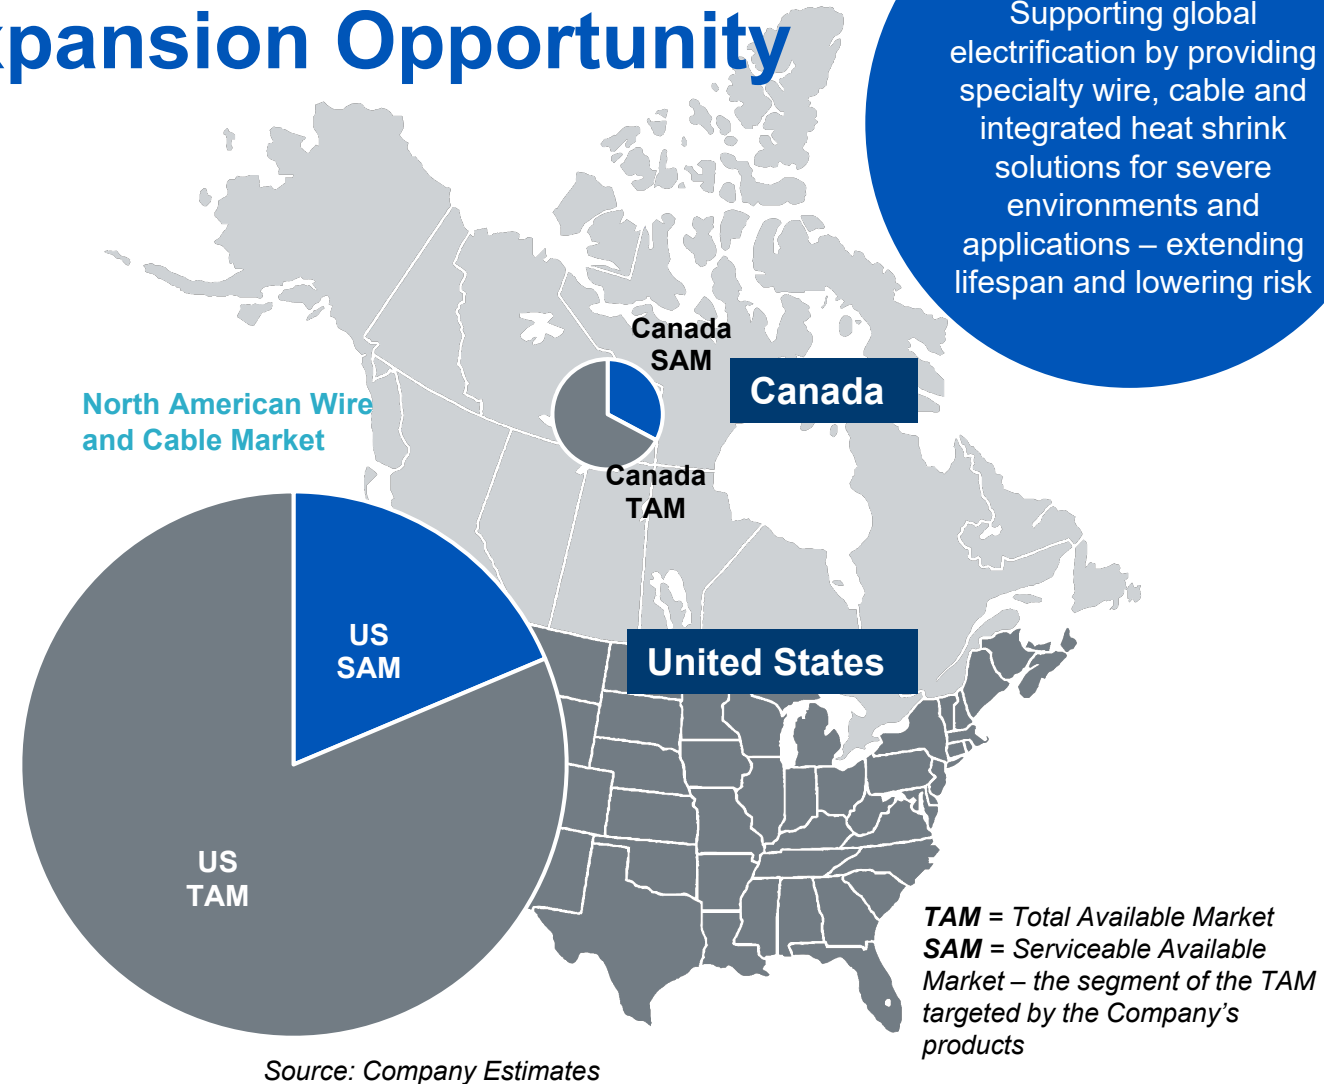 xpansion Opportunity
Supporting global
electrification by providing
specialty wire, cable and
integrated heat shrink
solutions for severe
environments and
applications – extending
lifespan and lowering risk
Canada
SAM
Canada
North American Wire
and Cable Market
Canada
TAM
US
SAM
United States
US
TAM
TAM = Total Available Market
SAM = Serviceable Available
Market – the segment of the TAM
targeted by the Company’s
products
Source: Company Estimates